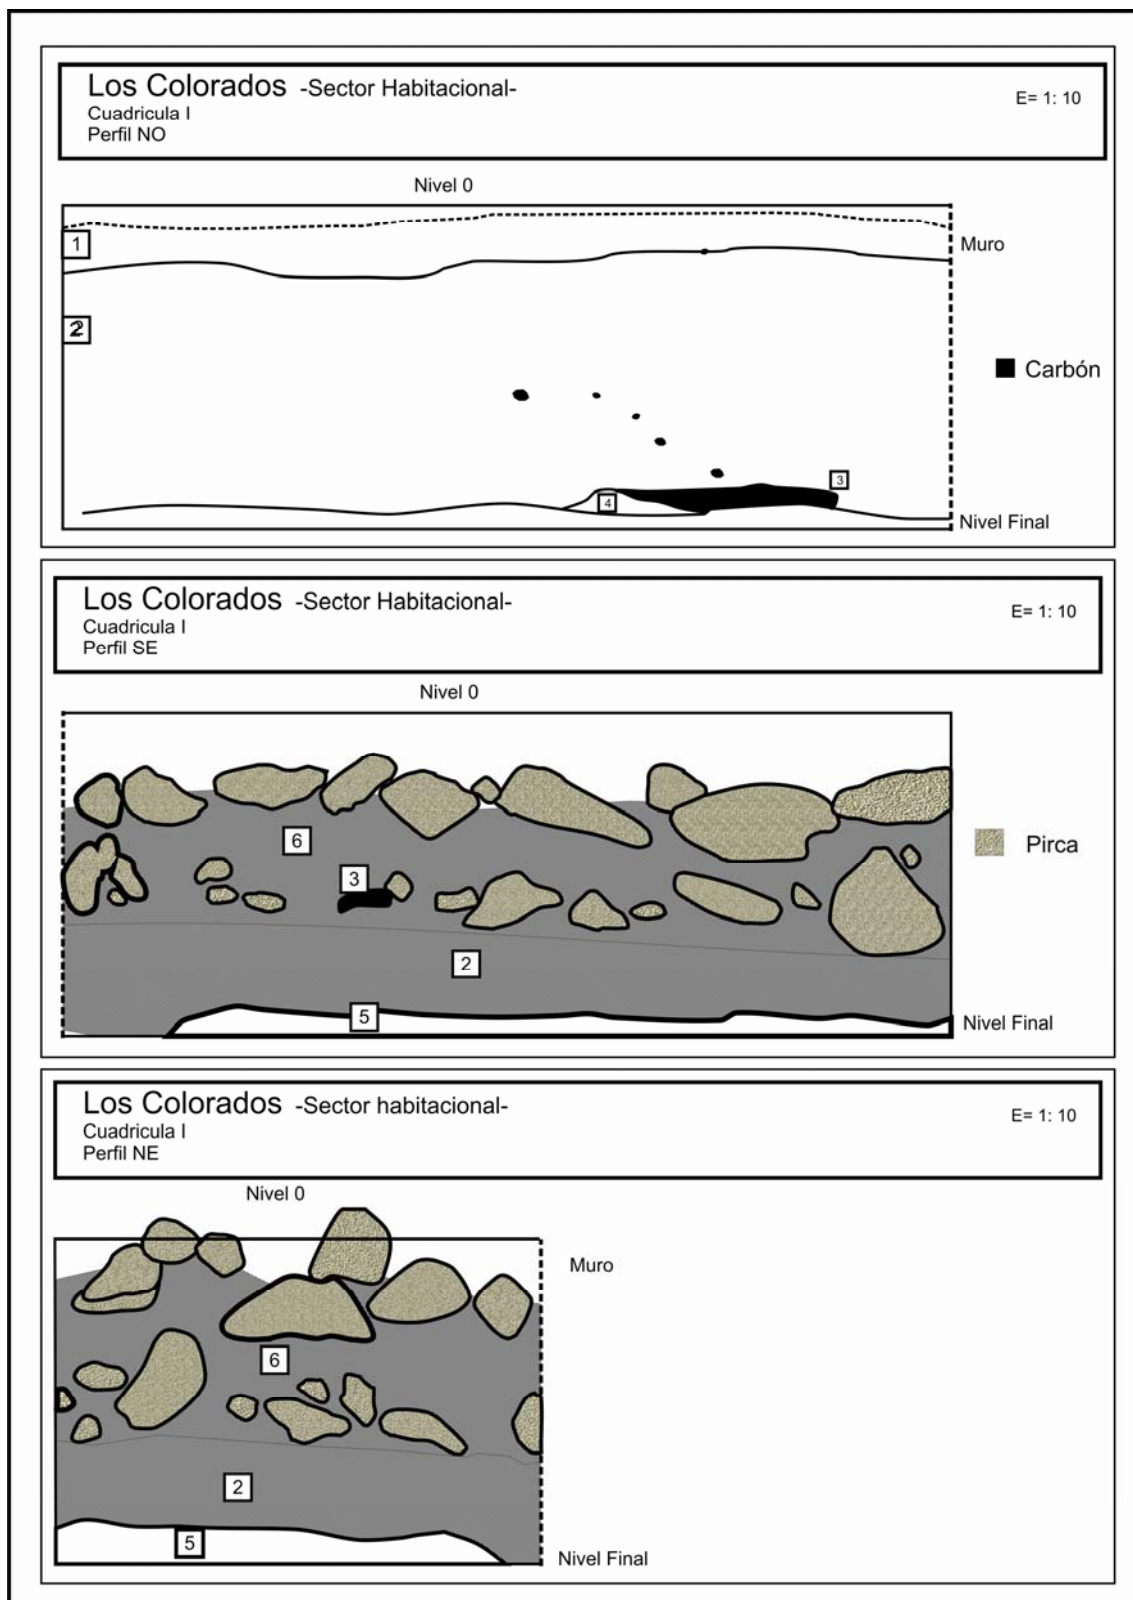 Los Colorados -Sector Habitacional-
E= 1: 10
Cuadricula I
Perfil NO
Nivel 0
1
Muro
2
Carbón
3
4
Nivel Final
Los Colorados -Sector Habitacional-
E= 1: 10
Cuadricula I
Perfil SE
Nivel 0
6
Pirca
3
2
5
Nivel Final
Los Colorados -Sector habitacional-
E= 1: 10
Cuadricula I
Perfil NE
Nivel 0
Muro
6
2
5
Nivel Final